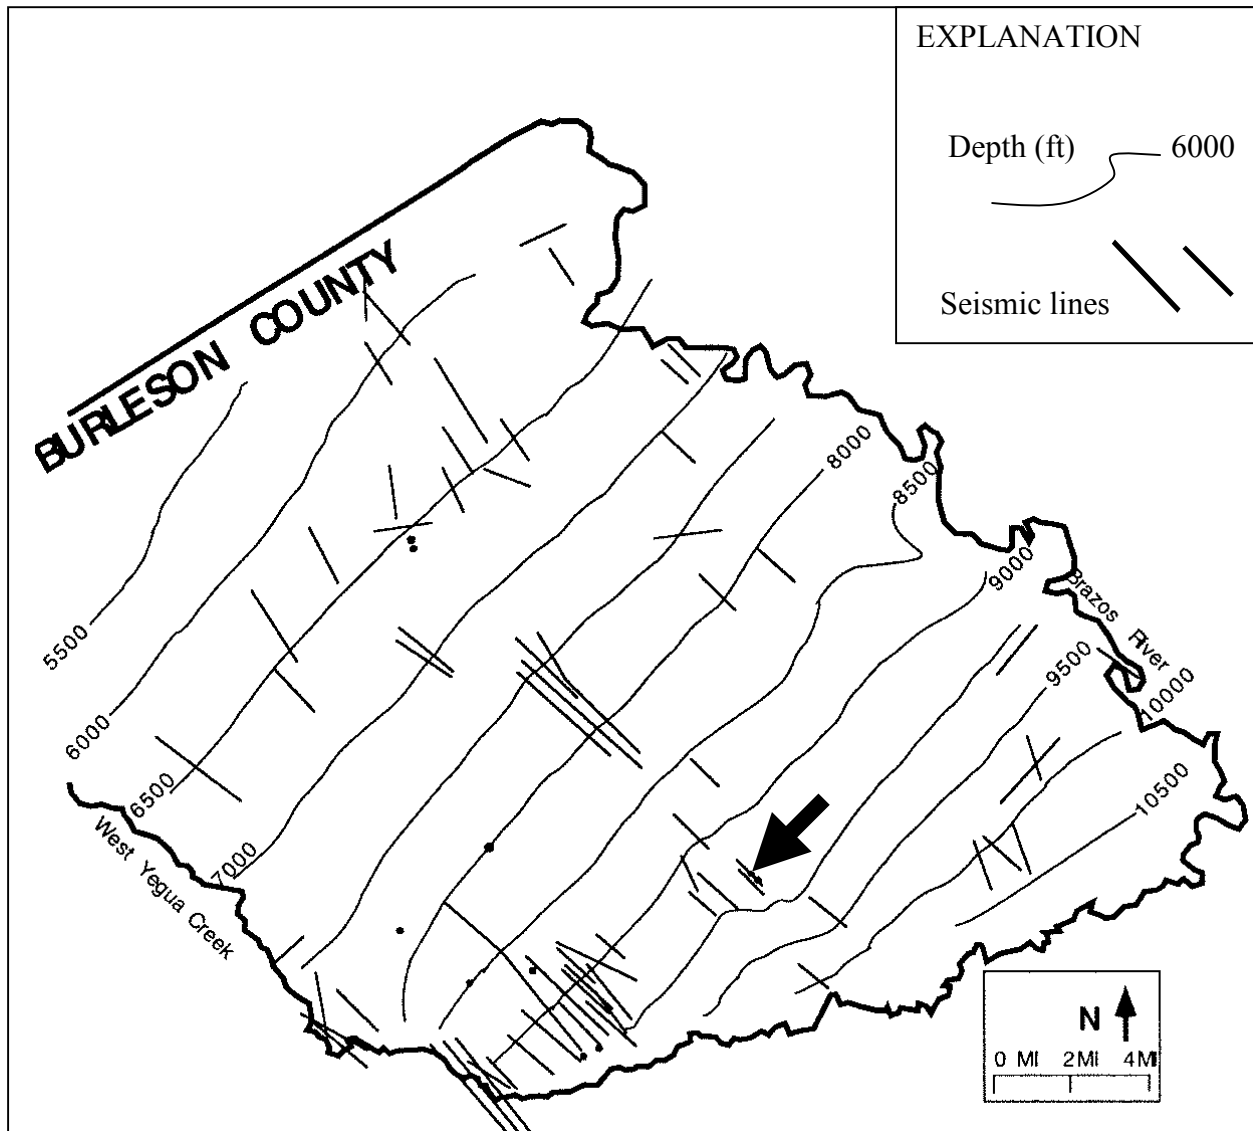 EXPLANATION
Depth (ft)
6000
Seismic lines
BURLESON COUNTY
8000
8500
9000
Brazos River
9500
10000
10500
5500
6000
6500
7000
West Yegua Creek
N
0 MI 2MI 4MI